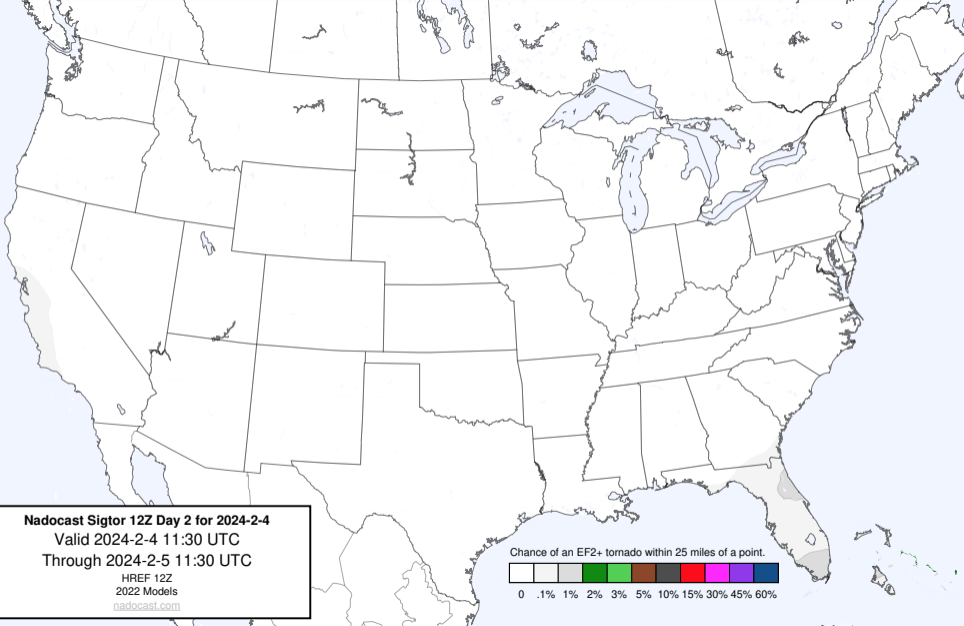 Nadocast Sigtor 12Z Day 2 for 2024-2-4
Valid 2024-2-4 11:30 UTC
Through 2024-2-5 11:30 UTC
HREF 12Z
2022 Models
nadocast.com
Chance of an EF2+ tornado within 25 miles of a point.
0 .1% 1% 2% 3% 5% 10% 15% 30% 45% 60%